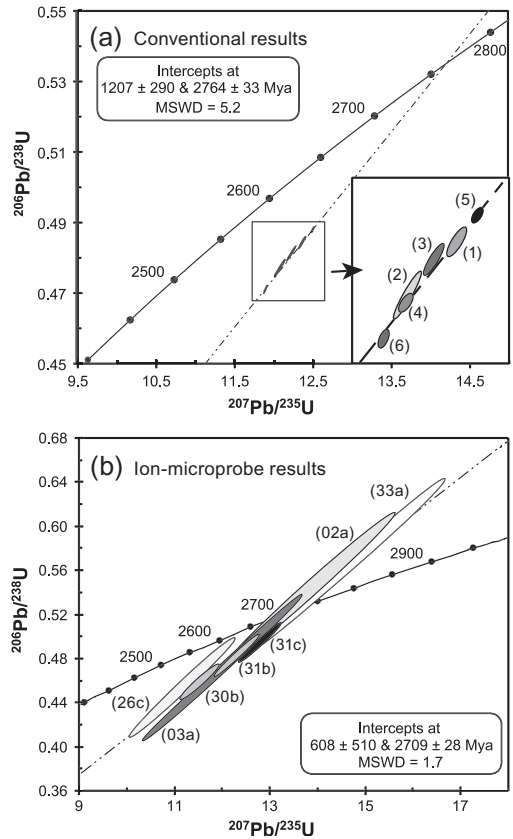 (a) Conventional results
Intercepts at
1207 ± 290 & 2764 ± 33 Mya
MSWD = 5.2
0.55
0.53
0.51
0.49
0.47
0.45
206Pb/238U
2800
2700
2600
2500
(5)
(3)
(1)
(2)
(4)
(6)
9.5 10.5 11.5 12.5 13.5 14.5
207Pb/235U
(b) Ion-microprobe results
0.68
0.64
0.60
0.56
0.52
0.48
0.44
0.40
0.36
206Pb/238U
(33a)
(02a)
2900
2700
2600
2500
(31c)
(31b)
(26c)
(30b)
(03a)
Intercepts at
608 ± 510 & 2709 ± 28 Mya
MSWD = 1.7
9 11 13 15 17
207Pb/235U